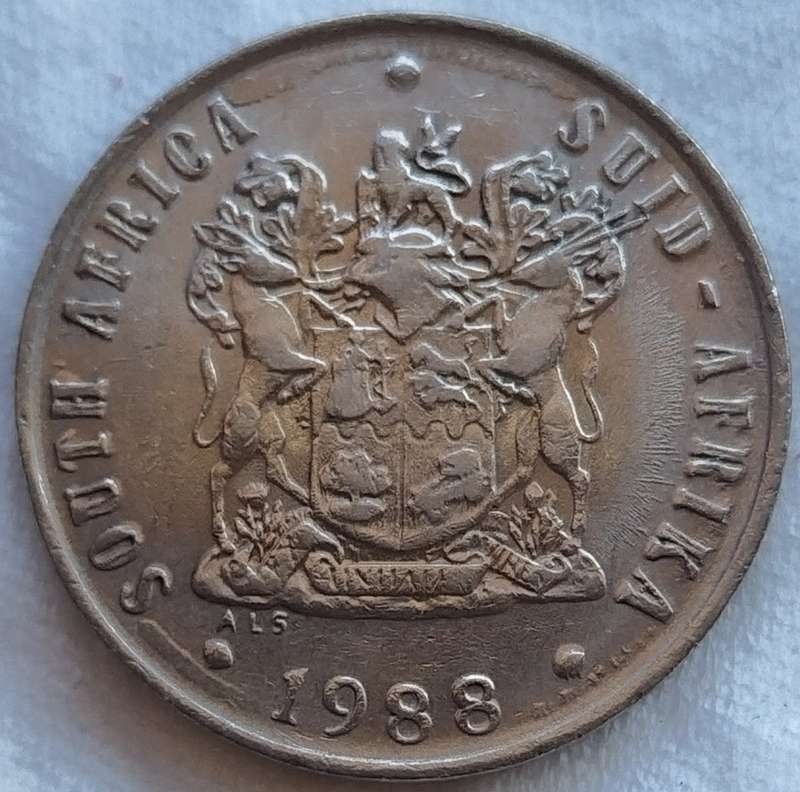 SOUTH AFRICA
SUID-AFRIKA
ALS
1988